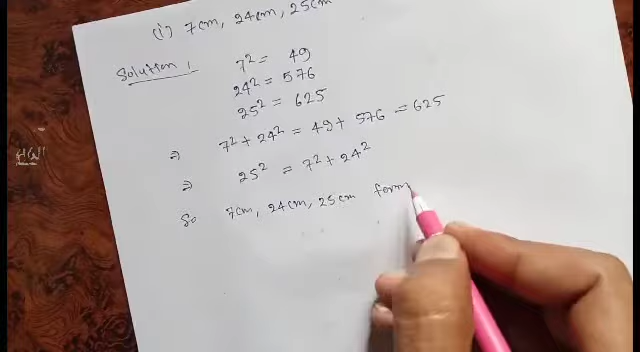 (i) 7cm, 24cm, 25cm
Solution,
7² = 49
24² = 576
25² = 625
⇒ 7² + 24² = 49 + 576 = 625
⇒ 25² = 7² + 24²
So 7cm, 24cm, 25cm form
HW